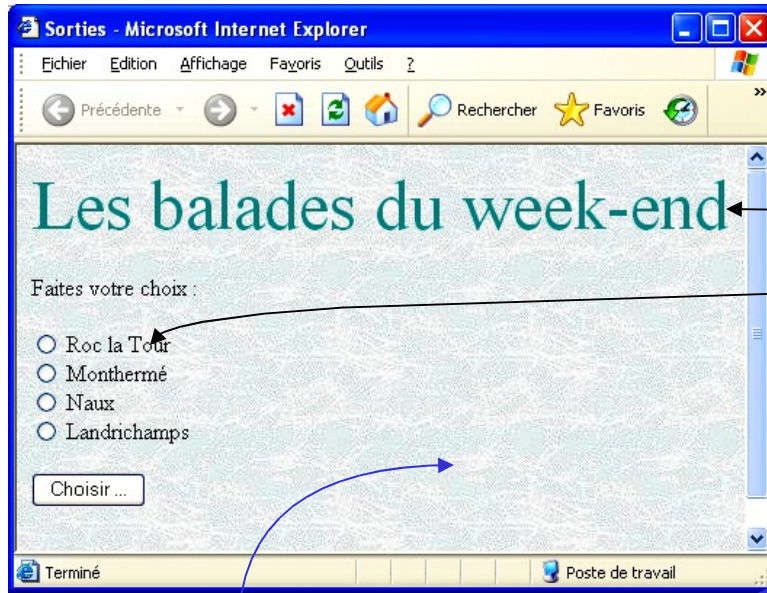 Sorties - Microsoft Internet Explorer
Fichier Edition Affichage Favoris Outils ?
Précédente Rechercher Favoris »
Les balades du week-end
Faites votre choix :
Roc la Tour
Monthermé
Naux
Landrichamps
Choisir ...
Terminé Poste de travail